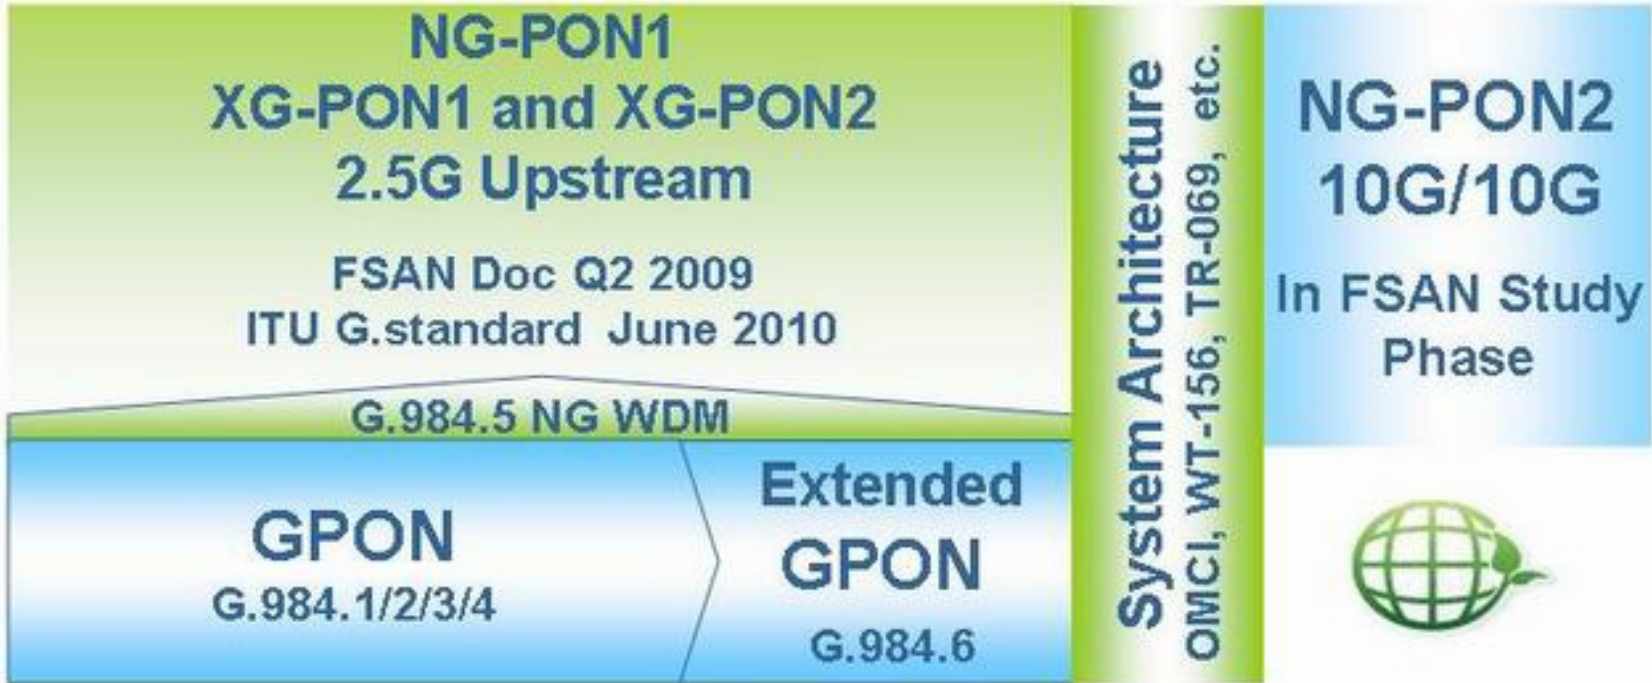 NG-PON1
XG-PON1 and XG-PON2
2.5G Upstream
FSAN Doc Q2 2009
ITU G.standard June 2010
G.984.5 NG WDM
GPON
G.984.1/2/3/4
Extended
GPON
G.984.6
System Architecture
OMCI, WT-156, TR-069, etc.
NG-PON2
10G/10G
In FSAN Study
Phase